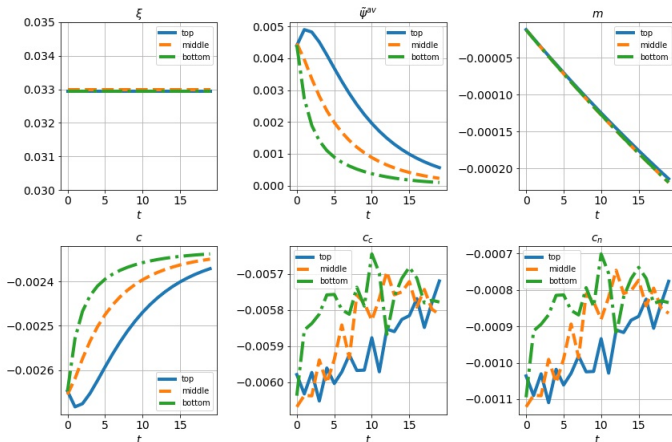 ξ
0.035
0.034
0.033
0.032
0.031
0.030
0
5
10
15
t
top
middle
bottom
ψ̃ᵃᵛ
0.005
0.004
0.003
0.002
0.001
0.000
0
5
10
15
t
top
middle
bottom
m
−0.00005
−0.00010
−0.00015
−0.00020
0
5
10
15
t
top
middle
bottom
c
−0.0024
−0.0025
−0.0026
0
5
10
15
t
top
middle
bottom
c_c
−0.0057
−0.0058
−0.0059
−0.0060
0
5
10
15
t
top
middle
bottom
c_n
−0.0007
−0.0008
−0.0009
−0.0010
−0.0011
0
5
10
15
t
top
middle
bottom